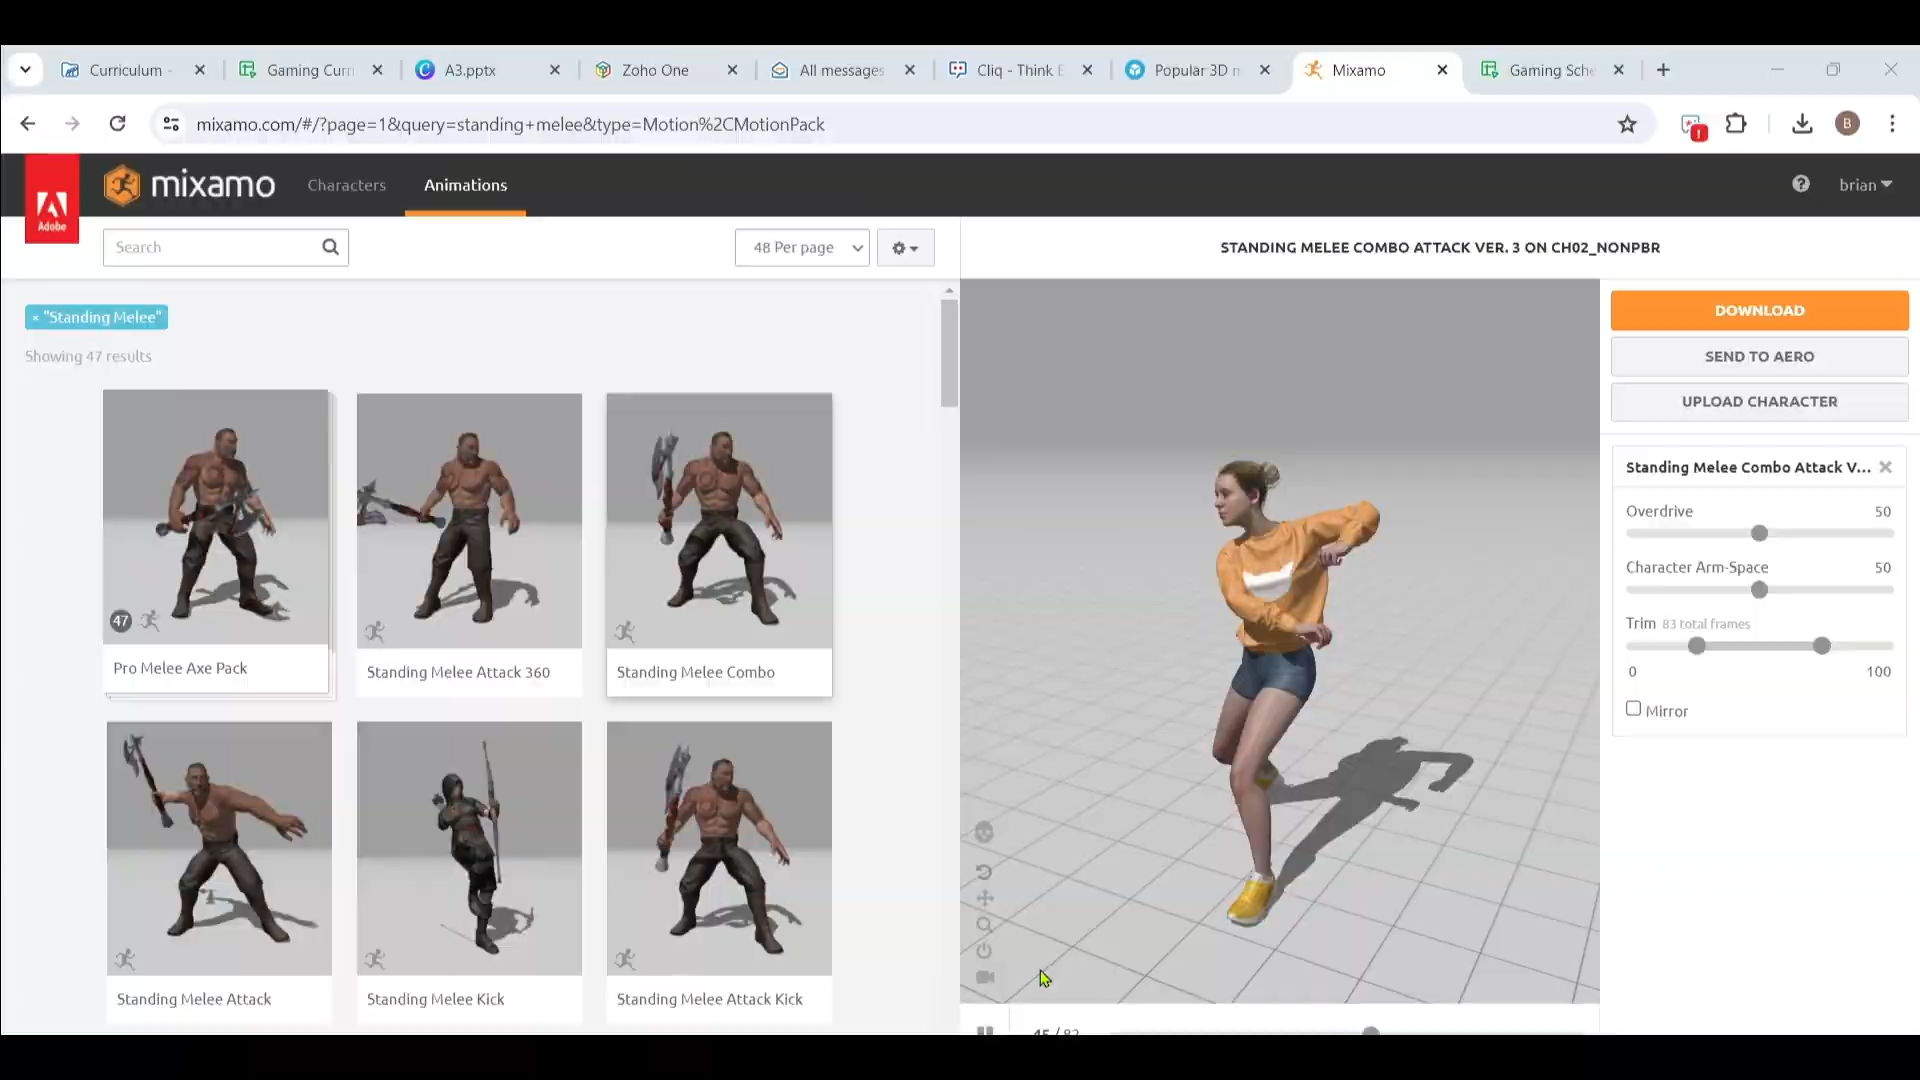 Curriculum -
Gaming Curri
A3.pptx
Zoho One
All messages
Cliq - Think E
Popular 3D m
Mixamo
Gaming Sche
mixamo.com/#/?page=1&query=standing+melee&type=Motion%2CMotionPack
B
Adobe
mixamo
Characters
Animations
brian
Search
48 Per page
STANDING MELEE COMBO ATTACK VER. 3 ON CH02_NONPBR
× "Standing Melee"
Showing 47 results
DOWNLOAD
SEND TO AERO
UPLOAD CHARACTER
47
Pro Melee Axe Pack
Standing Melee Attack 360
Standing Melee Combo
Standing Melee Combo Attack V...
Overdrive 50
Character Arm-Space 50
Trim 83 total frames
0 100
Mirror
Standing Melee Attack
Standing Melee Kick
Standing Melee Attack Kick